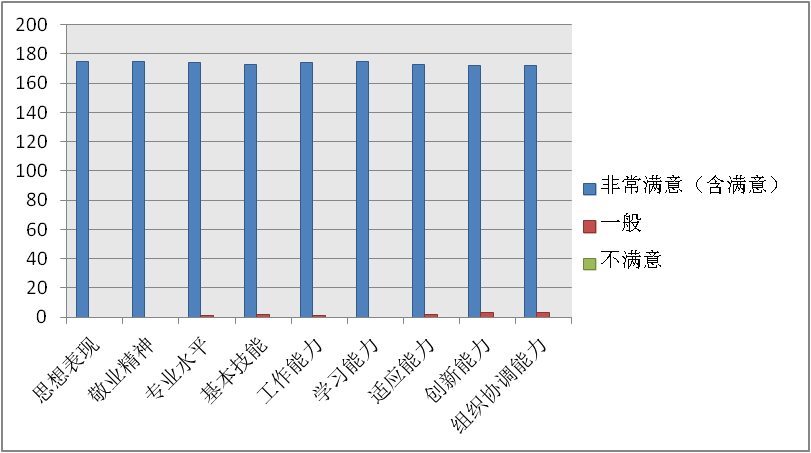 200
180
160
140
120
100
80
60
40
20
0
思想表现
敬业精神
专业水平
基本技能
工作能力
学习能力
适应能力
创新能力
组织协调能力
非常满意（含满意）
一般
不满意